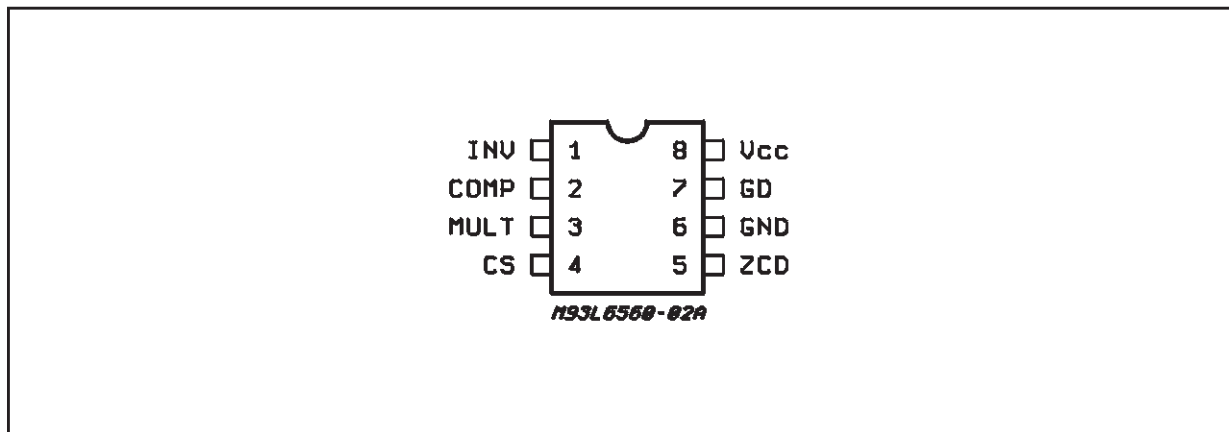 INV 1 8 Vcc
COMP 2 7 GD
MULT 3 6 GND
CS 4 5 ZCD
M93L6560-02A